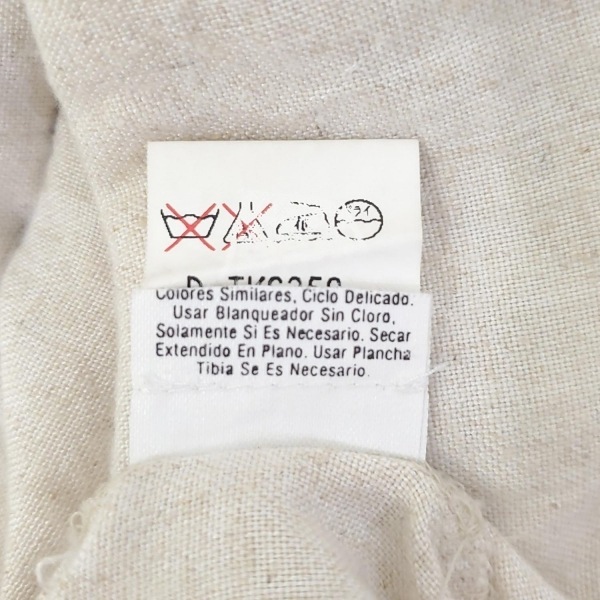 Colores Similares, Ciclo Delicado.
Usar Blanqueador Sin Cloro,
Solamente Si Es Necesario. Secar
Extendido En Plano. Usar Plancha
Tibia Se Es Necesario.